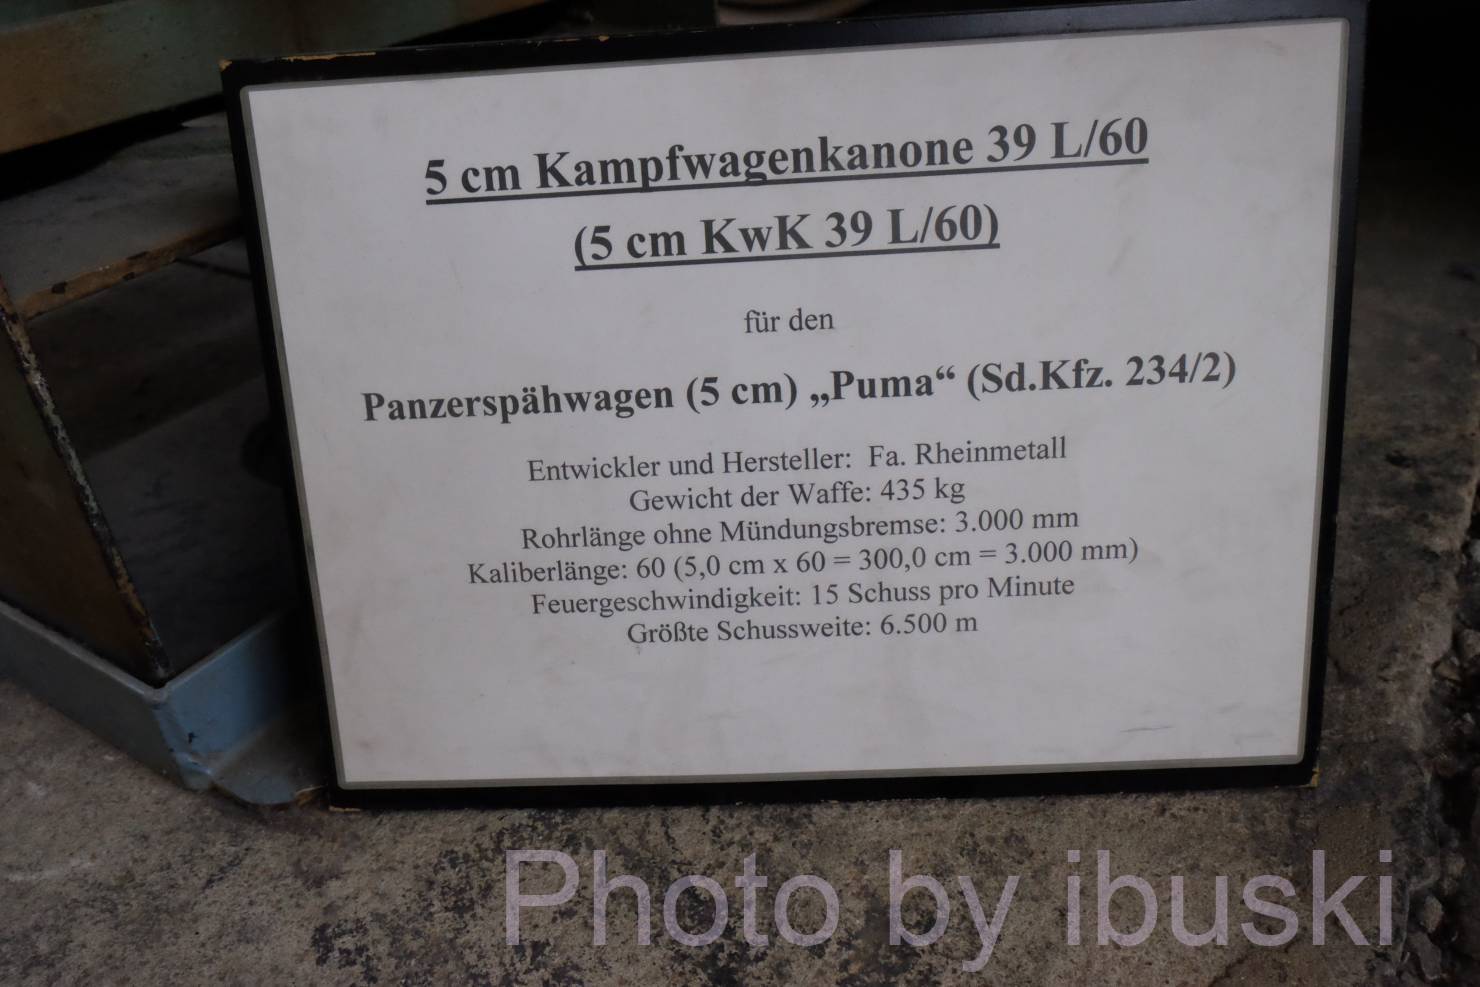 5 cm Kampfwagenkanone 39 L/60
(5 cm KwK 39 L/60)
für den
Panzerspähwagen (5 cm) „Puma“ (Sd.Kfz. 234/2)
Entwickler und Hersteller: Fa. Rheinmetall
Gewicht der Waffe: 435 kg
Rohrlänge ohne Mündungsbremse: 3.000 mm
Kaliberlänge: 60 (5,0 cm x 60 = 300,0 cm = 3.000 mm)
Feuergeschwindigkeit: 15 Schuss pro Minute
Größte Schussweite: 6.500 m
Photo by ibuski